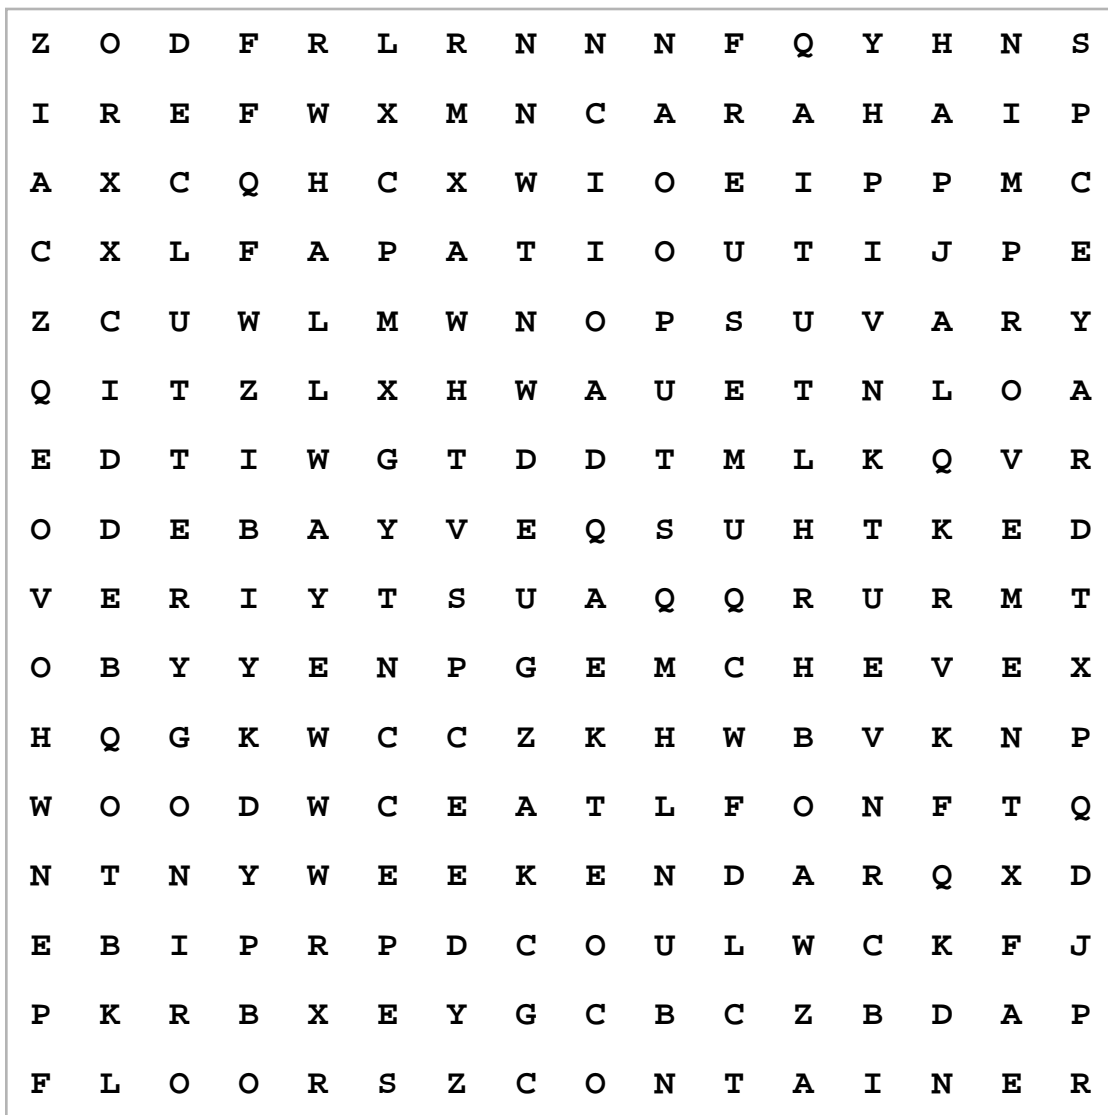 Z O D F R L R N N N F Q Y H N S
I R E F W X M N C A R A H A I P
A X C Q H C X W I O E I P P M C
C X L F A P A T I O U T I J P E
Z C U W L M W N O P S U V A R Y
Q I T Z L X H W A U E T N L O A
E D T I W G T D D T M L K Q V R
O D E B A Y V E Q S U H T K E D
V E R I Y T S U A Q Q R U R M T
O B Y Y E N P G E M C H E V E X
H Q G K W C C Z K H W B V K N P
W O O D W C E A T L F O N F T Q
N T N Y W E E K E N D A R Q X D
E B I P R P D C O U L W C K F J
P K R B X E Y G C B C Z B D A P
F L O O R S Z C O N T A I N E R